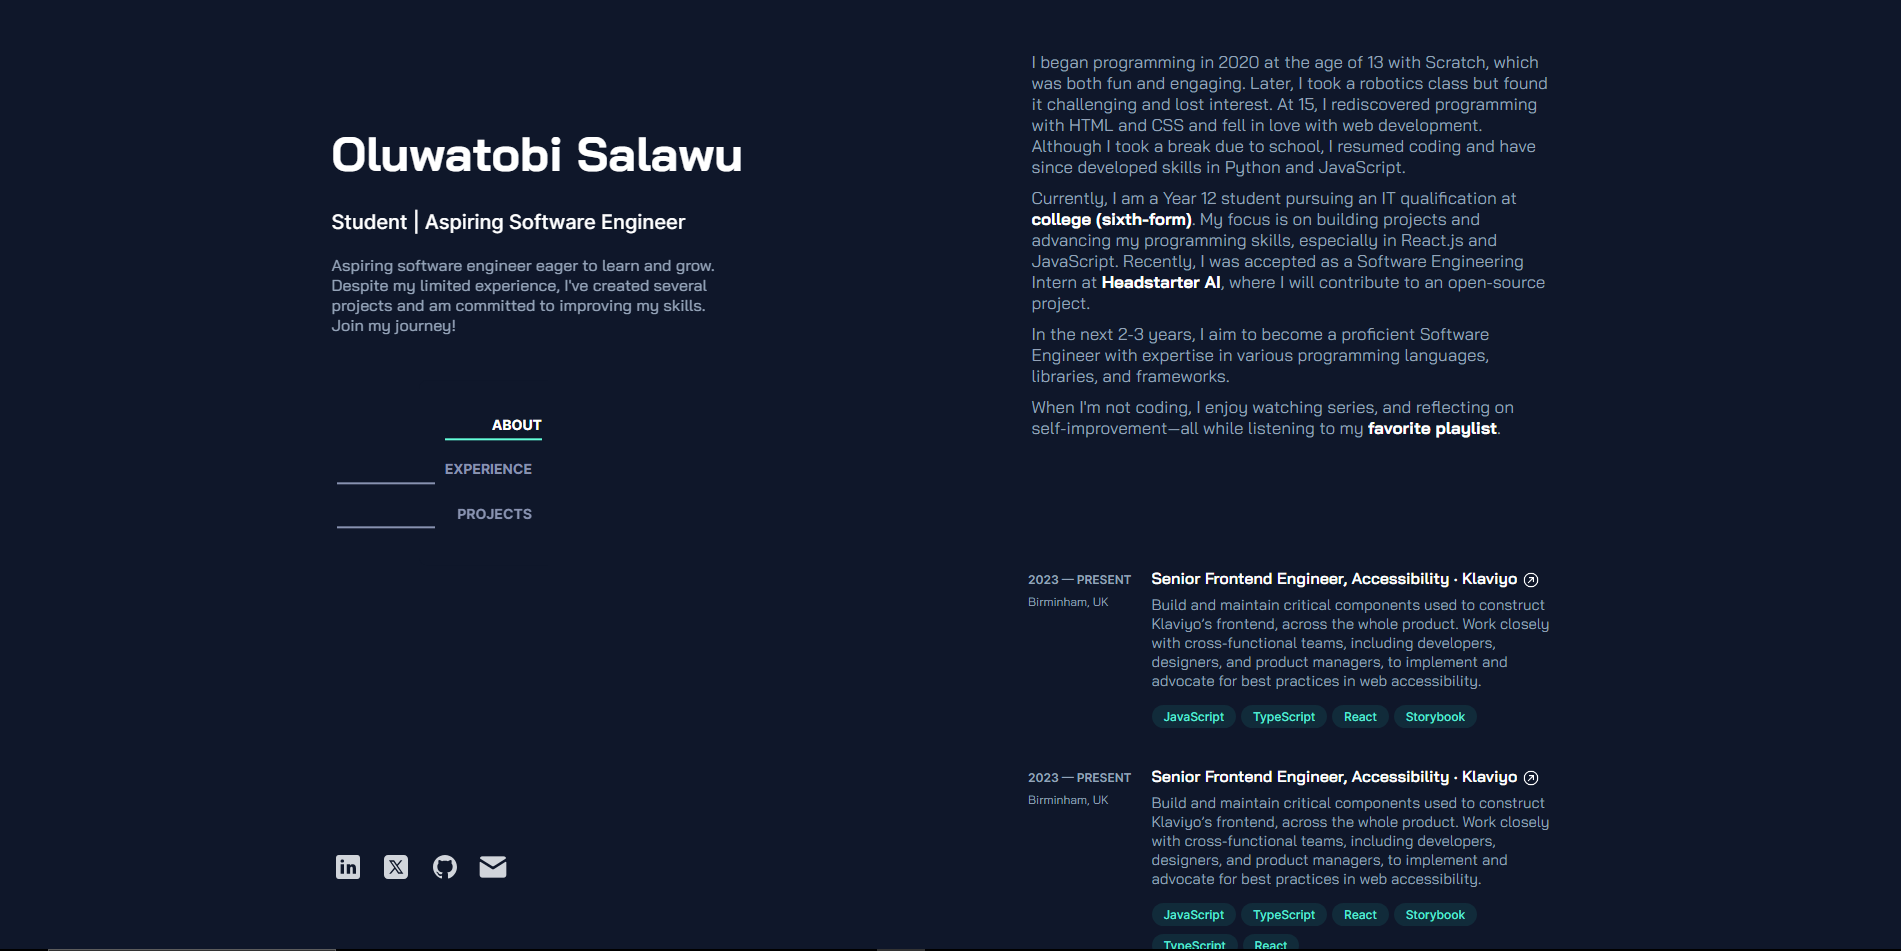 Oluwatobi Salawu
Student | Aspiring Software Engineer
Aspiring software engineer eager to learn and grow.
Despite my limited experience, I've created several
projects and am committed to improving my skills.
Join my journey!
ABOUT
EXPERIENCE
PROJECTS
I began programming in 2020 at the age of 13 with Scratch, which
was both fun and engaging. Later, I took a robotics class but found
it challenging and lost interest. At 15, I rediscovered programming
with HTML and CSS and fell in love with web development.
Although I took a break due to school, I resumed coding and have
since developed skills in Python and JavaScript.
Currently, I am a Year 12 student pursuing an IT qualification at
college (sixth-form). My focus is on building projects and
advancing my programming skills, especially in React.js and
JavaScript. Recently, I was accepted as a Software Engineering
Intern at Headstarter AI, where I will contribute to an open-source
project.
In the next 2-3 years, I aim to become a proficient Software
Engineer with expertise in various programming languages,
libraries, and frameworks.
When I'm not coding, I enjoy watching series, and reflecting on
self-improvement—all while listening to my favorite playlist.
2023 — PRESENT
Birminham, UK
Senior Frontend Engineer, Accessibility · Klaviyo
Build and maintain critical components used to construct
Klaviyo’s frontend, across the whole product. Work closely
with cross-functional teams, including developers,
designers, and product managers, to implement and
advocate for best practices in web accessibility.
JavaScript TypeScript React Storybook
2023 — PRESENT
Birminham, UK
Senior Frontend Engineer, Accessibility · Klaviyo
Build and maintain critical components used to construct
Klaviyo’s frontend, across the whole product. Work closely
with cross-functional teams, including developers,
designers, and product managers, to implement and
advocate for best practices in web accessibility.
JavaScript TypeScript React Storybook
TypeScript React